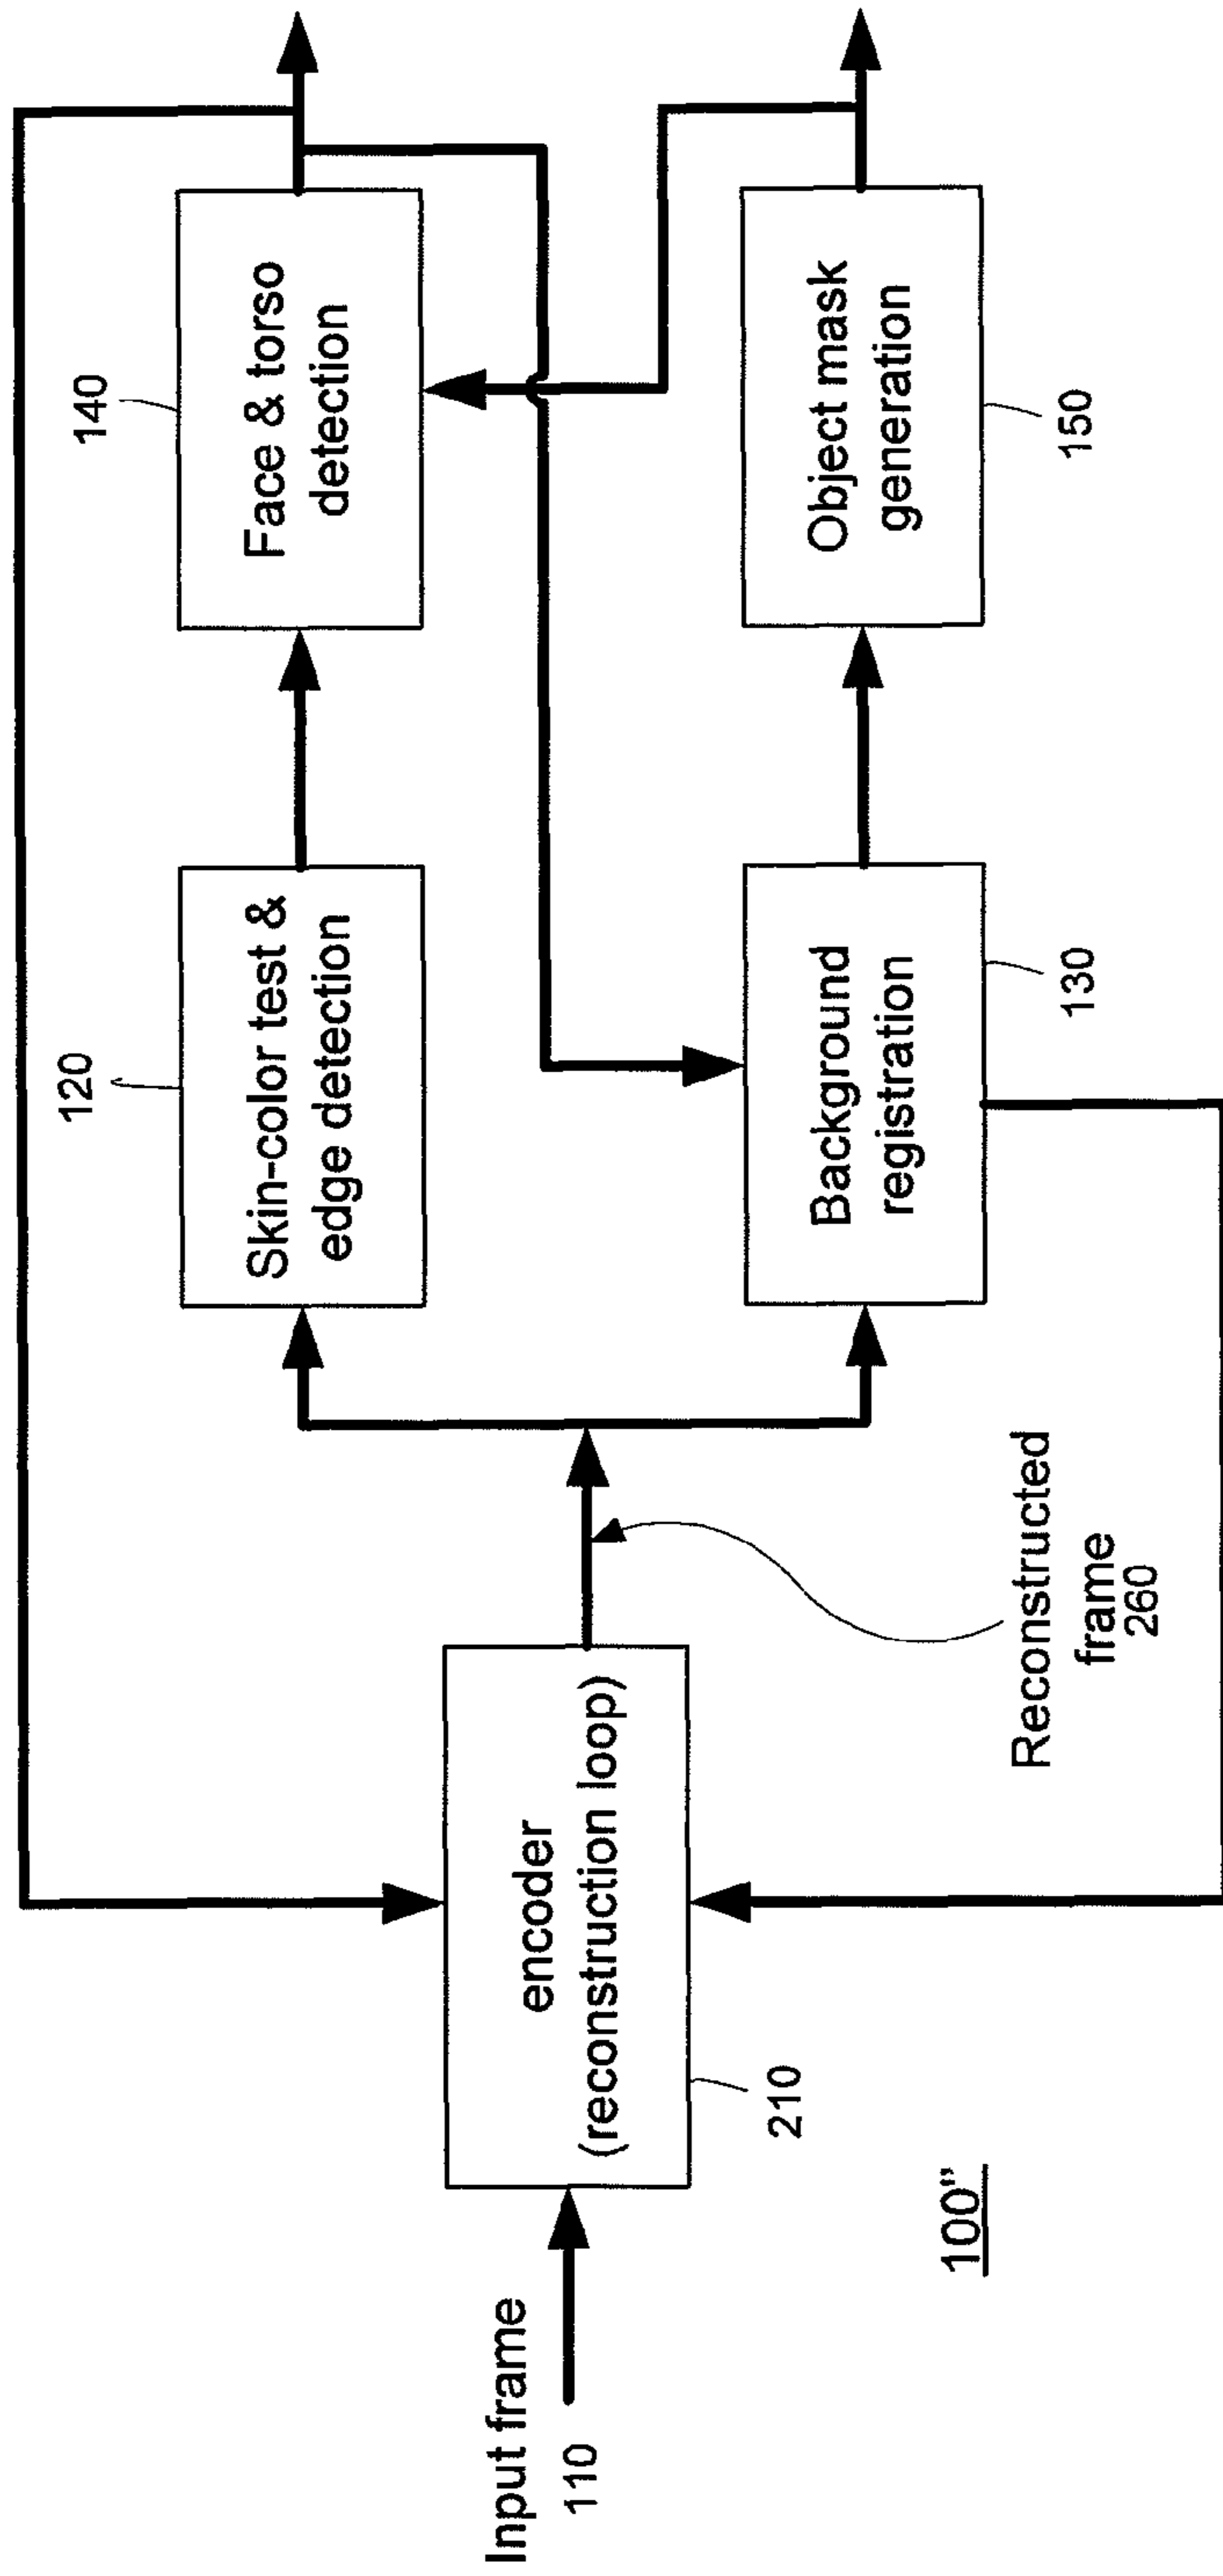 Input frame
110
encoder
(reconstruction loop)
210
100"
Reconstructed
frame
260
120
Skin-color test &
edge detection
Background
registration
130
140
Face & torso
detection
Object mask
generation
150